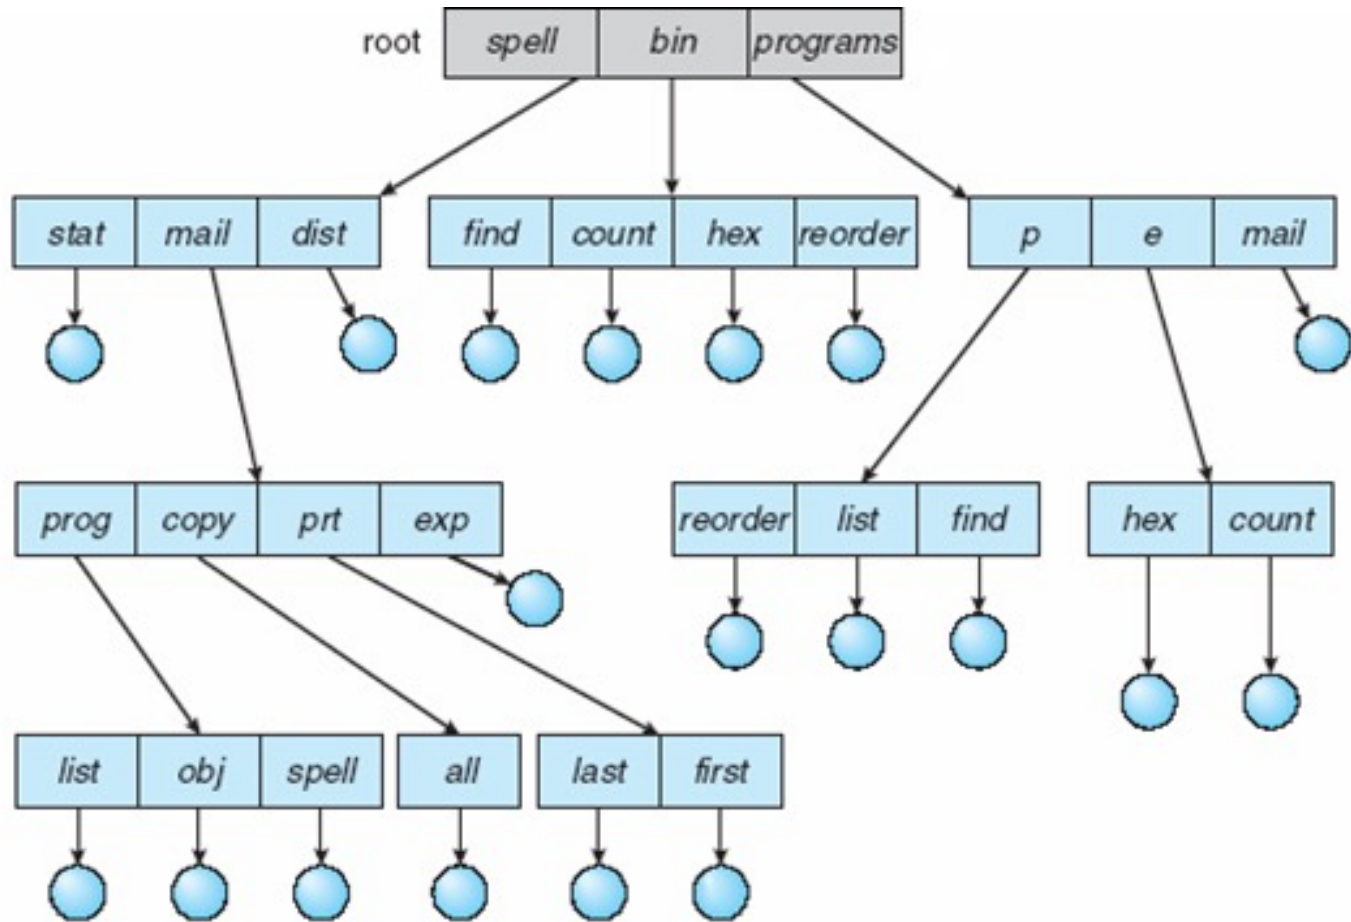 root spell bin programs
stat mail dist find count hex reorder p e mail
prog copy prt exp reorder list find hex count
list obj spell all last first